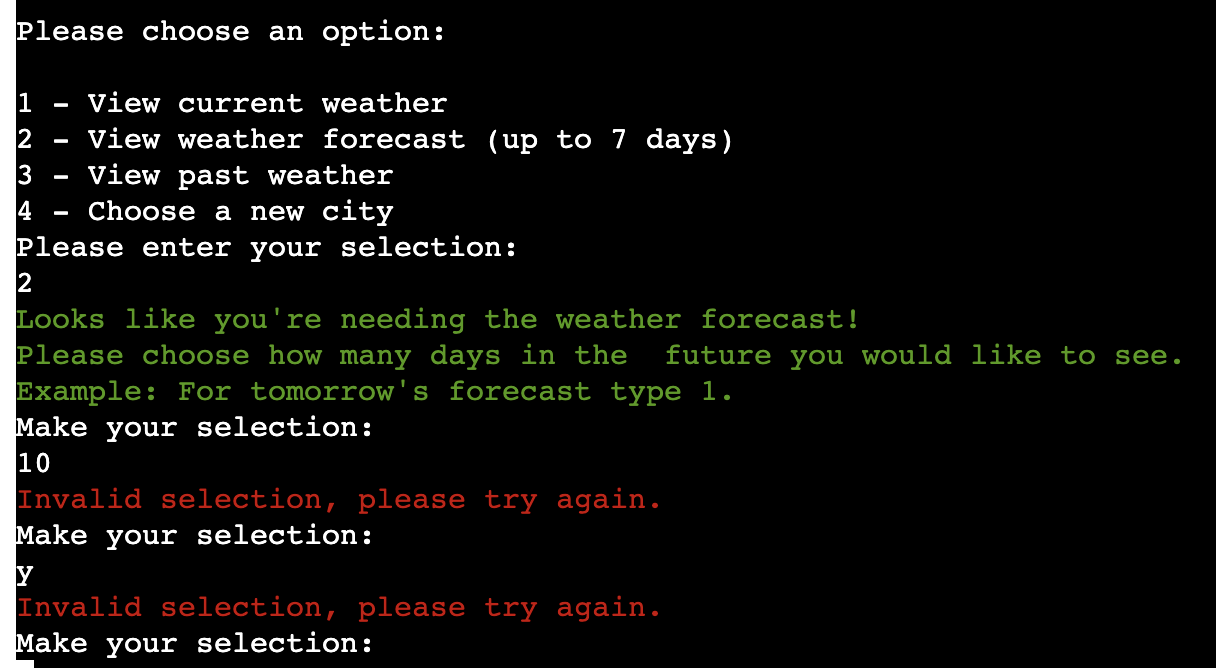 Please choose an option:
1 - View current weather
2 - View weather forecast (up to 7 days)
3 - View past weather
4 - Choose a new city
Please enter your selection:
2
Looks like you're needing the weather forecast!
Please choose how many days in the  future you would like to see.
Example: For tomorrow's forecast type 1.
Make your selection:
10
Invalid selection, please try again.
Make your selection:
y
Invalid selection, please try again.
Make your selection: